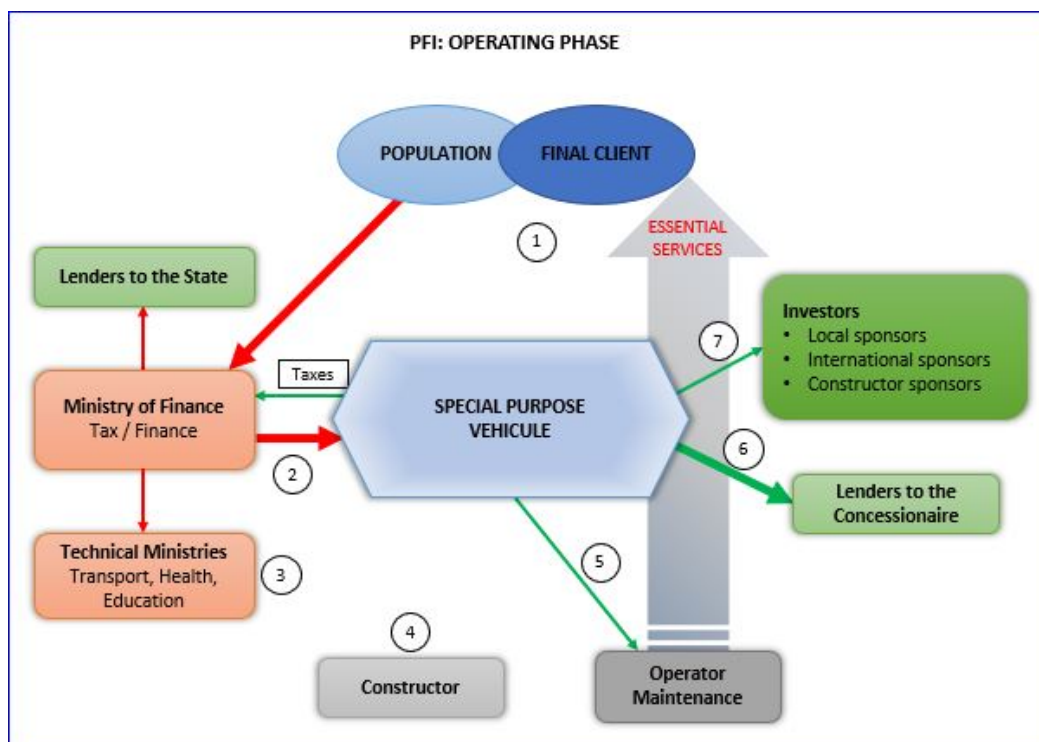 PFI: OPERATING PHASE
POPULATION
FINAL CLIENT
1
ESSENTIAL
SERVICES
Lenders to the State
Investors
• Local sponsors
• International sponsors
• Constructor sponsors
7
Taxes
Ministry of Finance
Tax / Finance
SPECIAL PURPOSE
VEHICULE
2
6
Lenders to the
Concessionaire
Technical Ministries
Transport, Health,
Education
3
5
4
Constructor
Operator
Maintenance